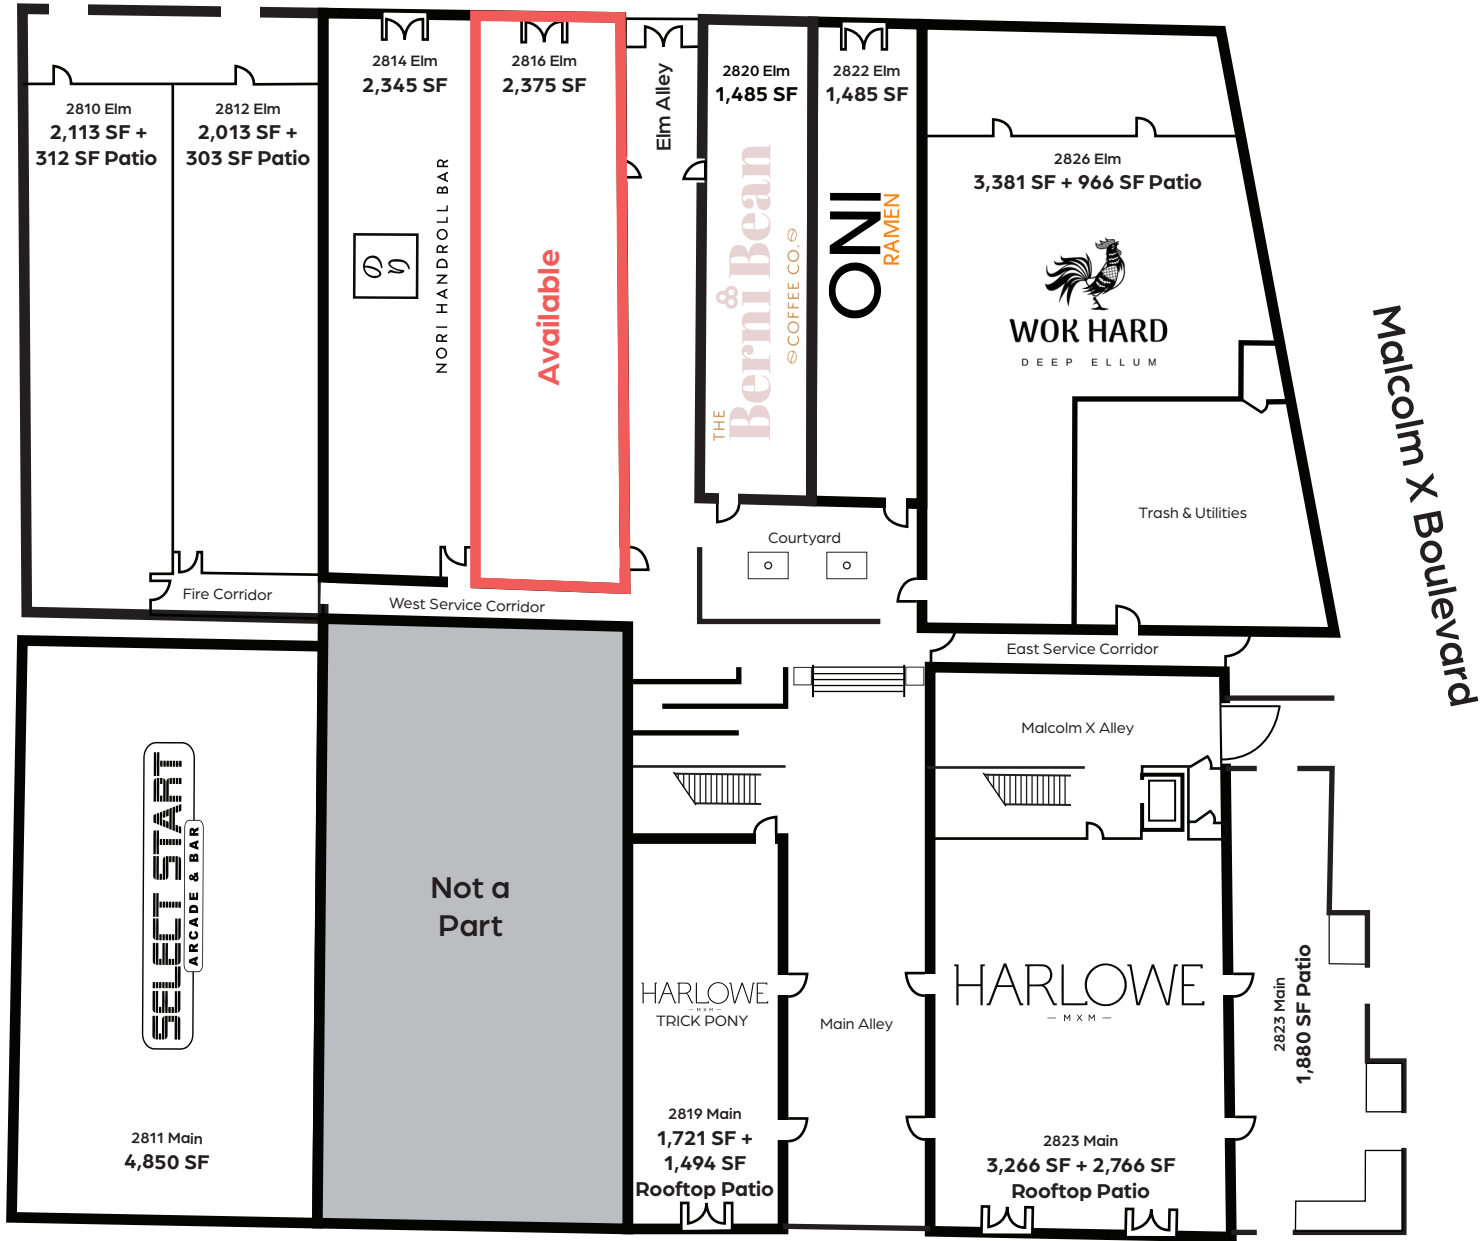 2810 Elm
2,113 SF +
312 SF Patio
2812 Elm
2,013 SF +
303 SF Patio
2814 Elm
2,345 SF
NORI HANDROLL BAR
2816 Elm
2,375 SF
Available
Elm Alley
2820 Elm
1,485 SF
THE
Berni Bean
COFFEE CO.
2822 Elm
1,485 SF
ONI
RAMEN
2826 Elm
3,381 SF + 966 SF Patio
WOK HARD
DEEP ELLUM
Malcolm X Boulevard
Trash & Utilities
Courtyard
Fire Corridor
West Service Corridor
East Service Corridor
Malcolm X Alley
SELECT START
ARCADE & BAR
2811 Main
4,850 SF
Not a
Part
HARLOWE
MXM
TRICK PONY
2819 Main
1,721 SF +
1,494 SF
Rooftop Patio
Main Alley
HARLOWE
— MXM —
2823 Main
3,266 SF + 2,766 SF
Rooftop Patio
2823 Main
1,880 SF Patio